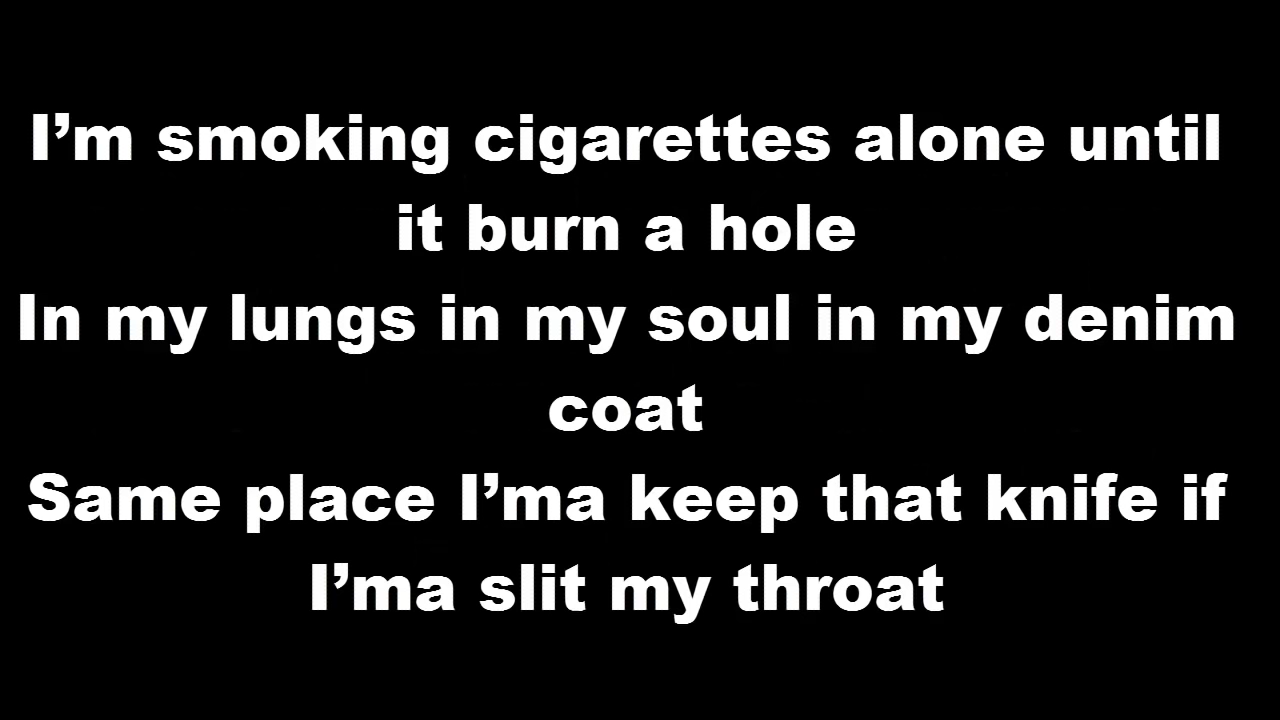 I’m smoking cigarettes alone until
it burn a hole
In my lungs in my soul in my denim
coat
Same place I’ma keep that knife if
I’ma slit my throat